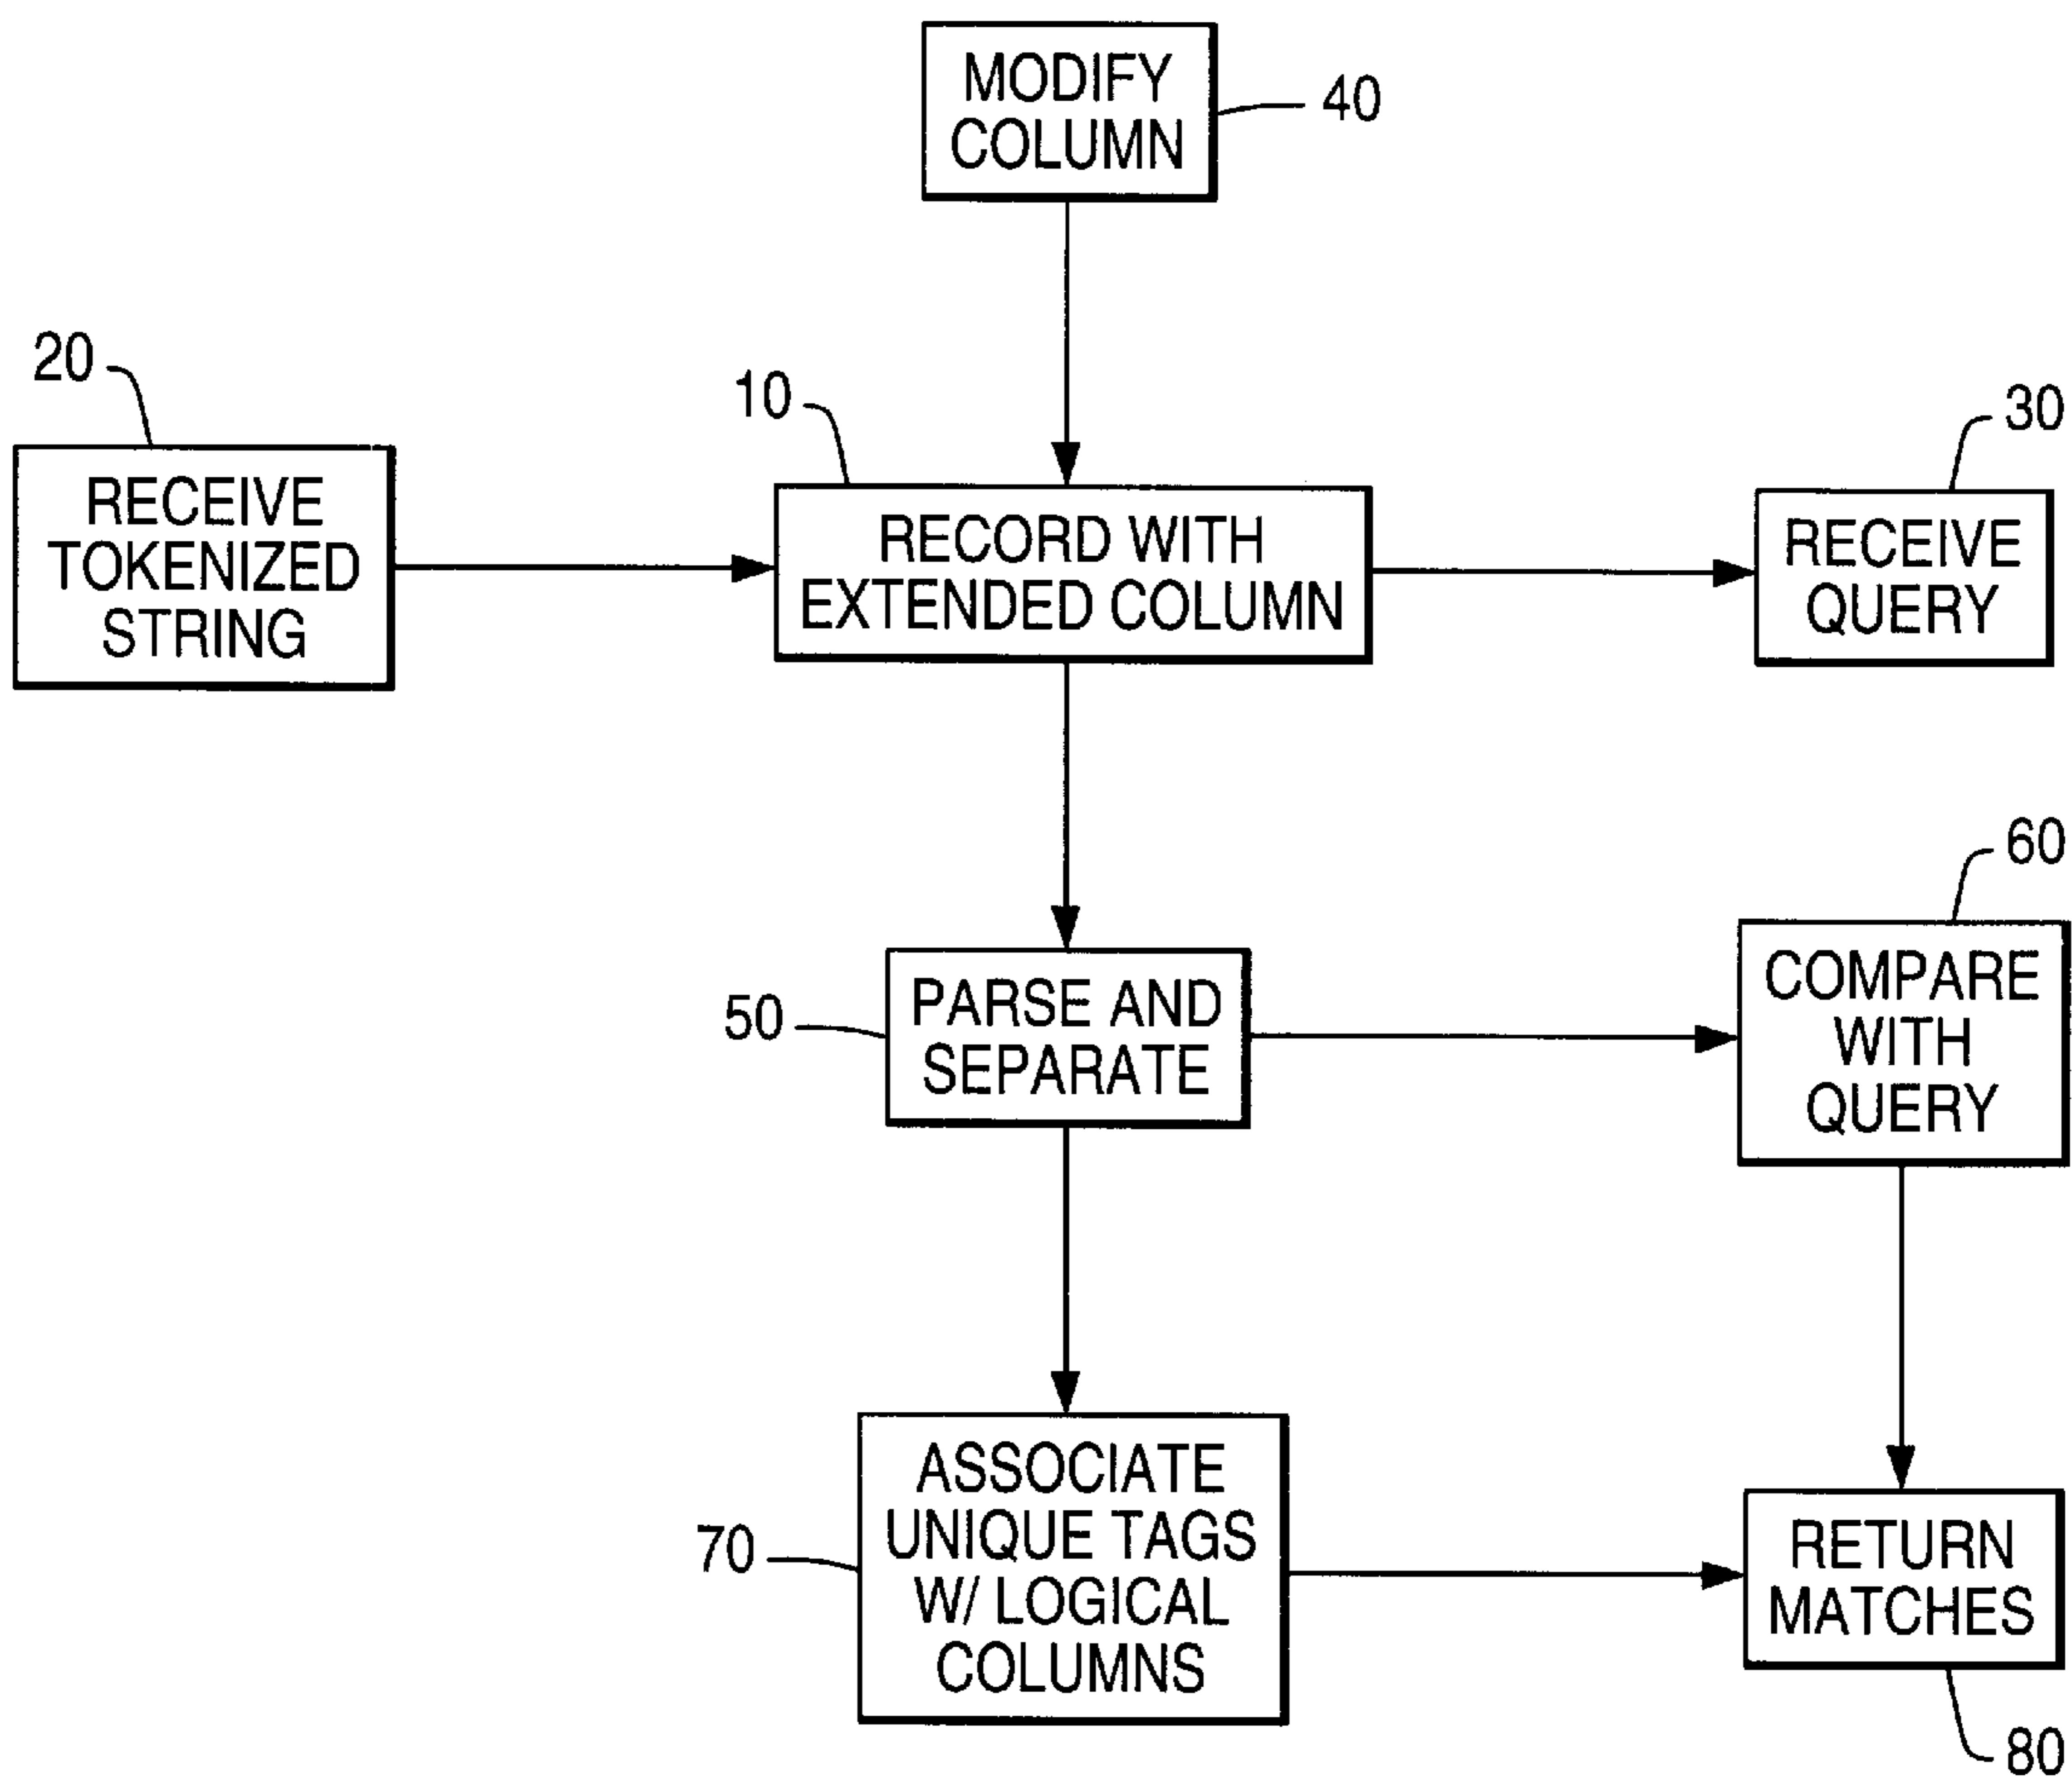 MODIFY
COLUMN
40
20
10
30
RECEIVE
TOKENIZED
STRING
RECORD WITH
EXTENDED COLUMN
RECEIVE
QUERY
60
50
PARSE AND
SEPARATE
COMPARE
WITH
QUERY
70
ASSOCIATE
UNIQUE TAGS
W/ LOGICAL
COLUMNS
RETURN
MATCHES
80